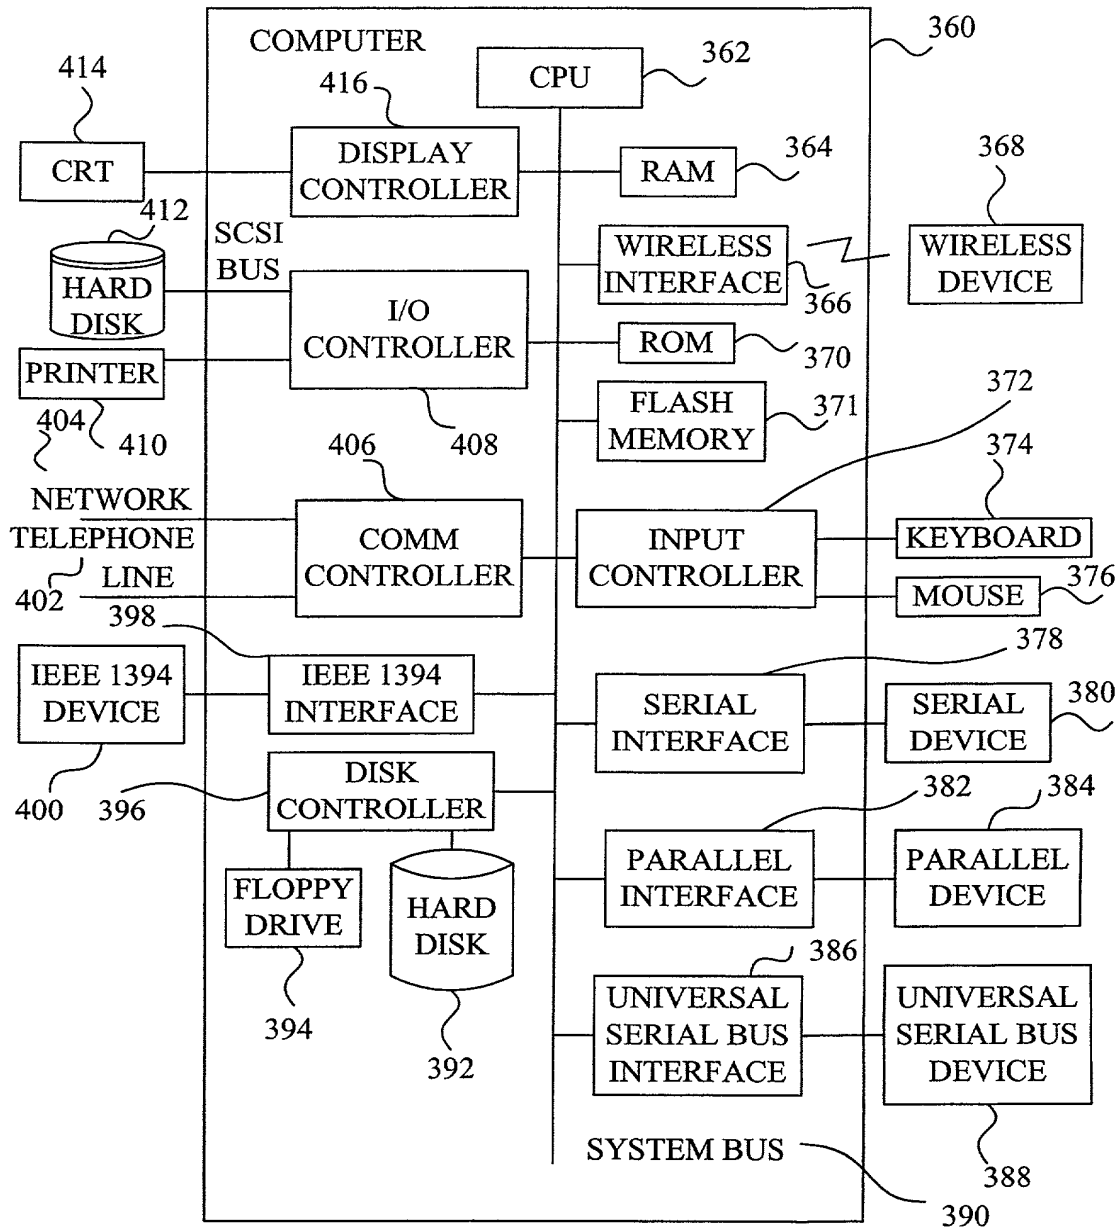 COMPUTER
360
414
416
CPU
362
CRT
DISPLAY
CONTROLLER
RAM
364
368
412
SCSI
BUS
WIRELESS
INTERFACE
366
WIRELESS
DEVICE
HARD
DISK
I/O
CONTROLLER
ROM
370
PRINTER
404
410
408
FLASH
MEMORY
371
372
374
406
NETWORK
TELEPHONE
LINE
402
COMM
CONTROLLER
INPUT
CONTROLLER
KEYBOARD
MOUSE
376
398
378
IEEE 1394
DEVICE
400
IEEE 1394
INTERFACE
SERIAL
INTERFACE
SERIAL
DEVICE
380
396
DISK
CONTROLLER
382
384
FLOPPY
DRIVE
394
HARD
DISK
392
PARALLEL
INTERFACE
PARALLEL
DEVICE
386
UNIVERSAL
SERIAL BUS
INTERFACE
UNIVERSAL
SERIAL BUS
DEVICE
388
SYSTEM BUS
390